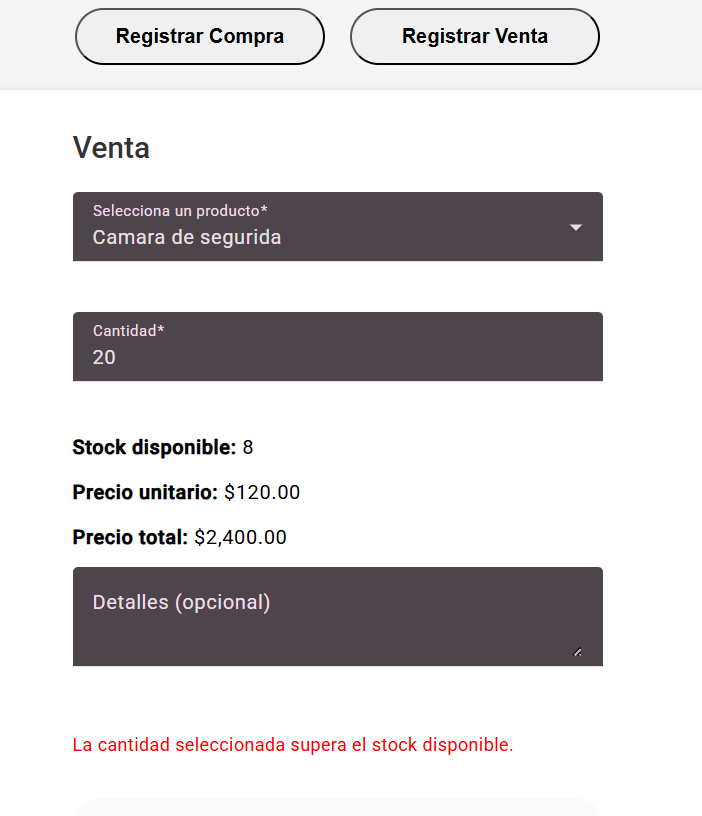 Registrar Compra
Registrar Venta
Venta
Selecciona un producto*
Camara de segurida
Cantidad*
20
Stock disponible: 8
Precio unitario: $120.00
Precio total: $2,400.00
Detalles (opcional)
La cantidad seleccionada supera el stock disponible.